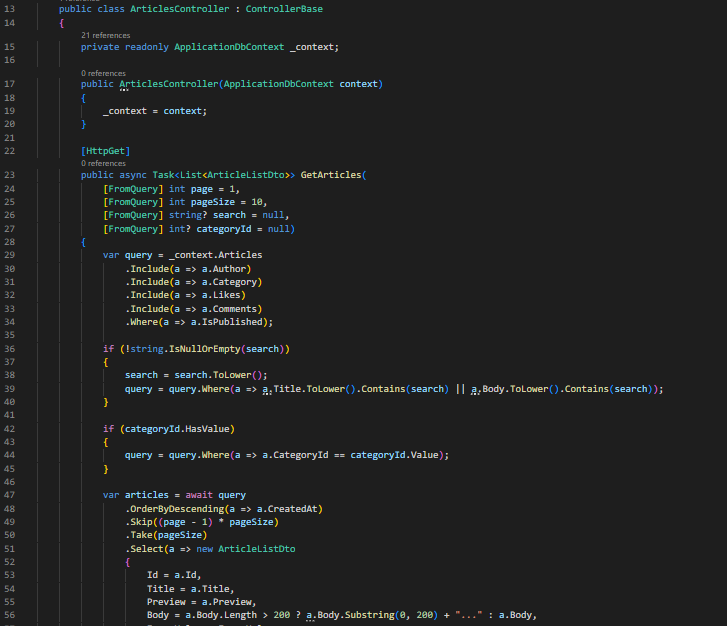 13 public class ArticlesController : ControllerBase
14 {
21 references
15 private readonly ApplicationDbContext _context;
16
0 references
17 public ArticlesController(ApplicationDbContext context)
18 {
19 _context = context;
20 }
21
22 [HttpGet]
0 references
23 public async Task<List<ArticleListDto>> GetArticles(
24 [FromQuery] int page = 1,
25 [FromQuery] int pageSize = 10,
26 [FromQuery] string? search = null,
27 [FromQuery] int? categoryId = null)
28 {
29 var query = _context.Articles
30 .Include(a => a.Author)
31 .Include(a => a.Category)
32 .Include(a => a.Likes)
33 .Include(a => a.Comments)
34 .Where(a => a.IsPublished);
35
36 if (!string.IsNullOrEmpty(search))
37 {
38 search = search.ToLower();
39 query = query.Where(a => a.Title.ToLower().Contains(search) || a.Body.ToLower().Contains(search));
40 }
41
42 if (categoryId.HasValue)
43 {
44 query = query.Where(a => a.CategoryId == categoryId.Value);
45 }
46
47 var articles = await query
48 .OrderByDescending(a => a.CreatedAt)
49 .Skip((page - 1) * pageSize)
50 .Take(pageSize)
51 .Select(a => new ArticleListDto
52 {
53 Id = a.Id,
54 Title = a.Title,
55 Preview = a.Preview,
56 Body = a.Body.Length > 200 ? a.Body.Substring(0, 200) + "..." : a.Body,